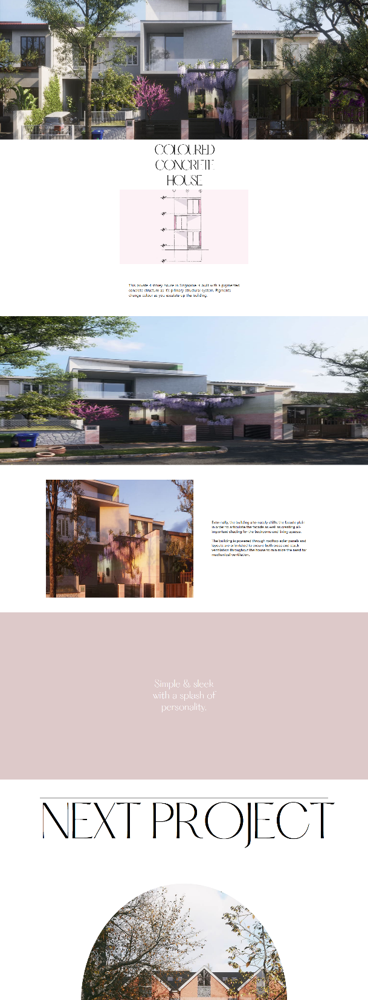 COLOURED
CONCRETE
HOUSE
This private 4 storey house in Singapore is built with a pigmented
concrete structure as it's primary structural system. Pigments
change colour as you escalate up the building.
Externally, the building alternately shifts the facade plain
in order to articulate the facade as well as creating all-
important shading for the bedrooms and living spaces.
The building is powered through rooftop solar panels and
layouts are orientated to ensure both cross and stack
ventilation throughout the house to minimize the need for
mechanical ventilation.
Simple & sleek
with a splash of
personality.
NEXT PROJECT